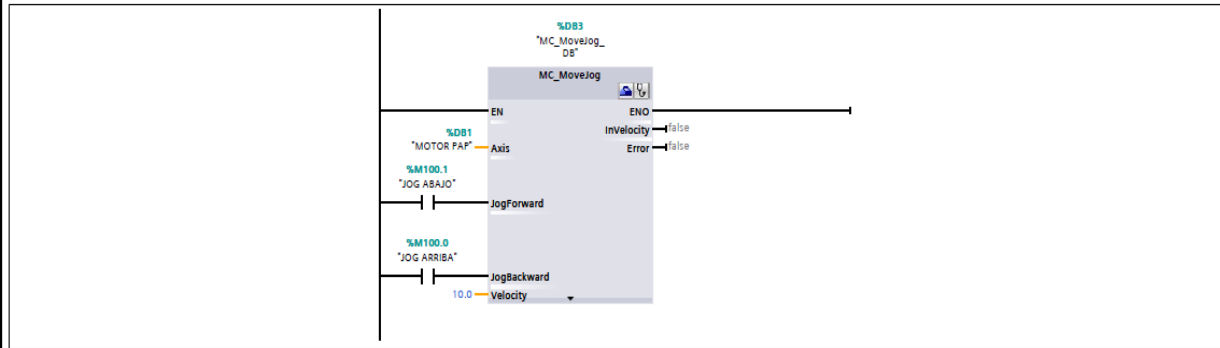 %DB3
"MC_MoveJog_
DB"
MC_MoveJog
EN
ENO
InVelocity
false
%DB1
"MOTOR PAP"
Axis
Error
false
%M100.1
"JOG ABAJO"
JogForward
%M100.0
"JOG ARRIBA"
JogBackward
10.0
Velocity